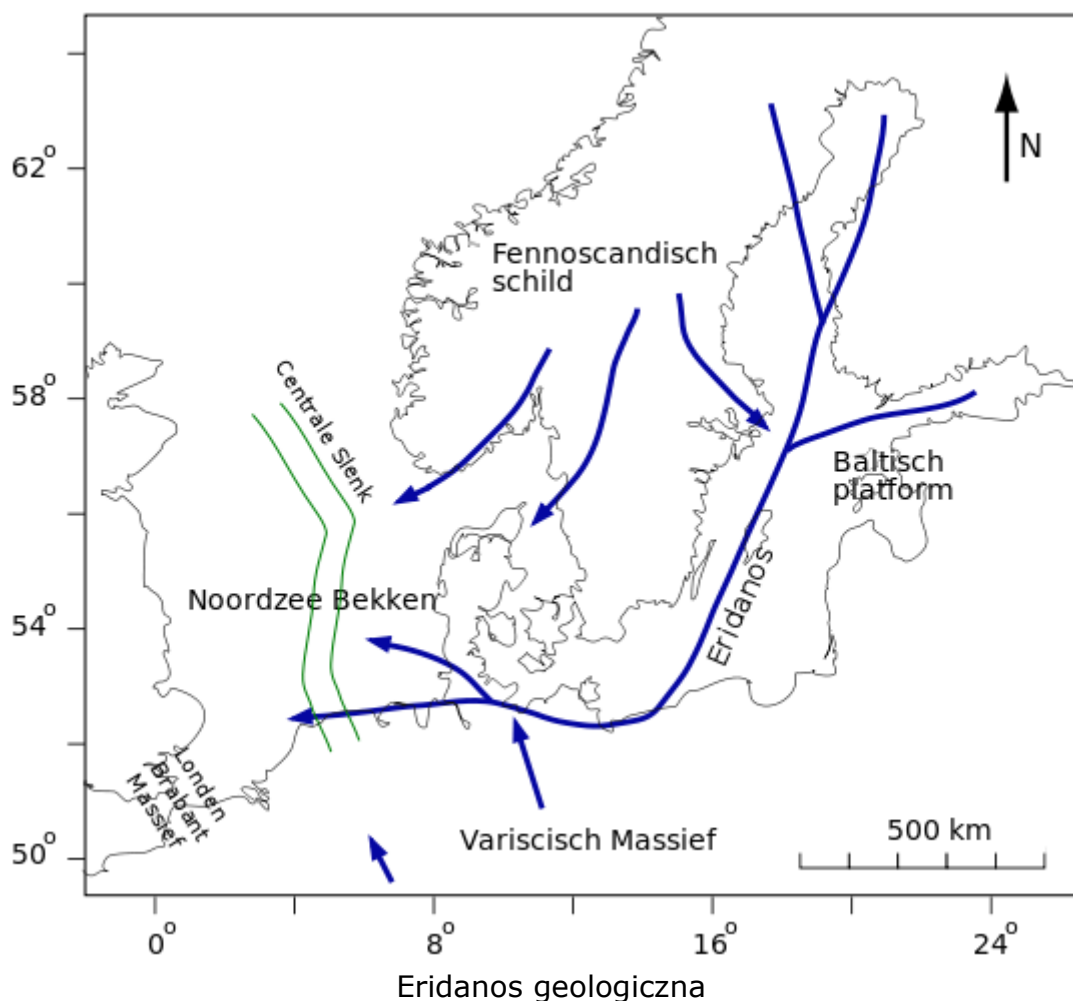 62°
N
Fennoscandisch
schild
58°
Centrale Slenk
Baltisch
platform
Eridanos
Noordzee Bekken
54°
Londen
Brabant
Massief
Variscisch Massief
500 km
50°
0°
8°
16°
24°
Eridanos geologiczna